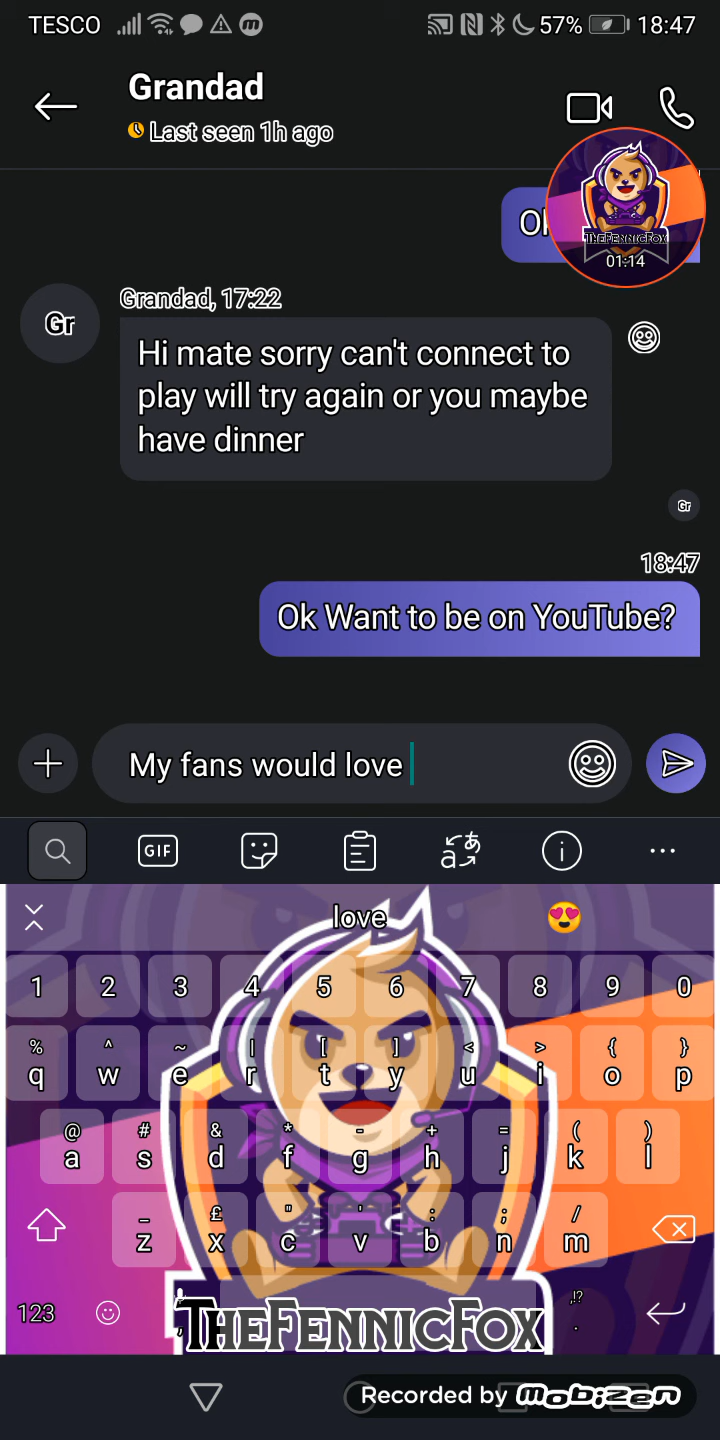 TESCO 57% 18:47
Grandad
Last seen 1h ago
THEFENNICFOX
01:14
Grandad, 17:22
Gr
Hi mate sorry can't connect to
play will try again or you maybe
have dinner
Gr
18:47
Ok Want to be on YouTube?
My fans would love
GIF
love
1 2 3 4 5 6 7 8 9 0
% ^ ~ | [ ] < > { }
q w e r t y u i o p
@ # & * - + = ( )
a s d f g h j k l
_ £ " ' : ; /
z x c v b n m
123 , ,!? .
THEFENNICFOX
Recorded by mobizen